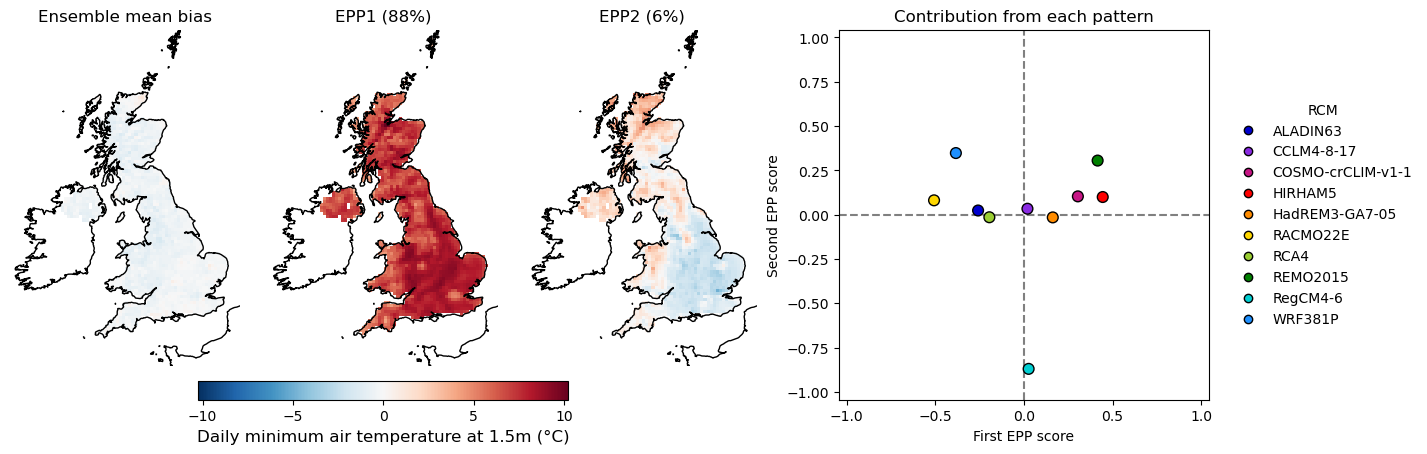 Ensemble mean bias
EPP1 (88%)
EPP2 (6%)
−10
−5
0
5
10
Daily minimum air temperature at 1.5m (°C)
Contribution from each pattern
Second EPP score
1.00
0.75
0.50
0.25
0.00
−0.25
−0.50
−0.75
−1.00
−1.0
−0.5
0.0
0.5
1.0
First EPP score
RCM
ALADIN63
CCLM4-8-17
COSMO-crCLIM-v1-1
HIRHAM5
HadREM3-GA7-05
RACMO22E
RCA4
REMO2015
RegCM4-6
WRF381P